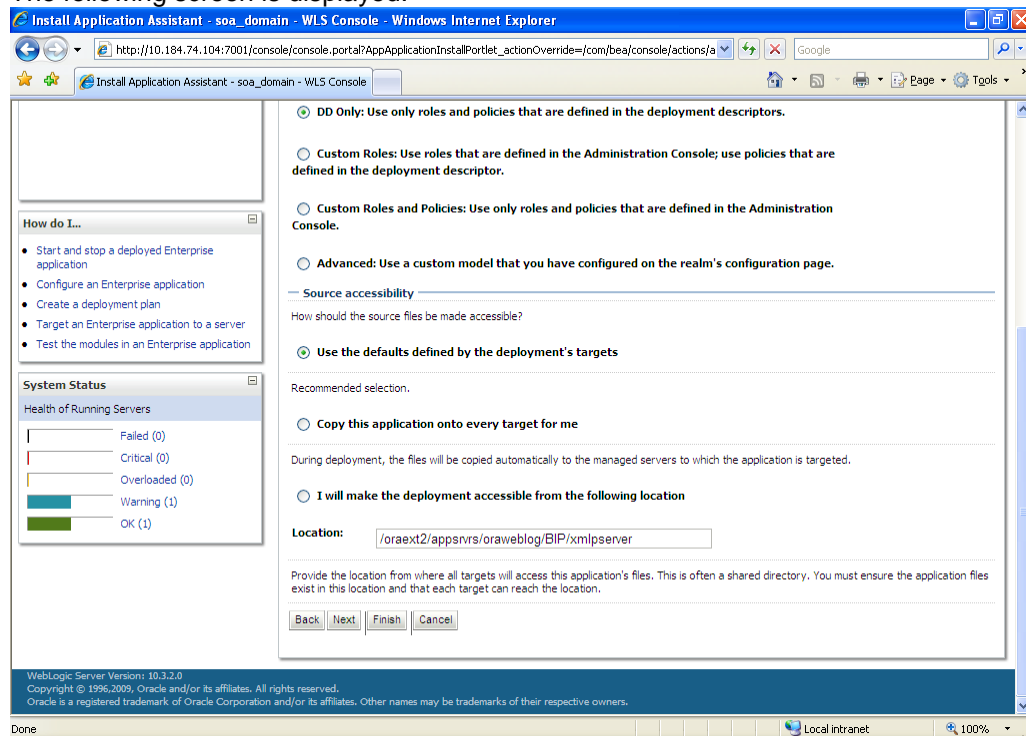 The following screen is displayed:
Install Application Assistant - soa_domain - WLS Console - Windows Internet Explorer
http://10.184.74.104:7001/console/console.portal?AppApplicationInstallPortlet_actionOverride=/com/bea/console/actions/a
Google
Install Application Assistant - soa_domain - WLS Console
Page
Tools
DD Only: Use only roles and policies that are defined in the deployment descriptors.
Custom Roles: Use roles that are defined in the Administration Console; use policies that are
defined in the deployment descriptor.
Custom Roles and Policies: Use only roles and policies that are defined in the Administration
Console.
Advanced: Use a custom model that you have configured on the realm's configuration page.
How do I...
Start and stop a deployed Enterprise
application
Configure an Enterprise application
Create a deployment plan
Target an Enterprise application to a server
Test the modules in an Enterprise application
System Status
Health of Running Servers
Failed (0)
Critical (0)
Overloaded (0)
Warning (1)
OK (1)
Source accessibility
How should the source files be made accessible?
Use the defaults defined by the deployment's targets
Recommended selection.
Copy this application onto every target for me
During deployment, the files will be copied automatically to the managed servers to which the application is targeted.
I will make the deployment accessible from the following location
Location:
/oraext2/appsrvrs/oraweblog/BIP/xmlpserver
Provide the location from where all targets will access this application's files. This is often a shared directory. You must ensure the application files
exist in this location and that each target can reach the location.
Back Next Finish Cancel
WebLogic Server Version: 10.3.2.0
Copyright © 1996,2009, Oracle and/or its affiliates. All rights reserved.
Oracle is a registered trademark of Oracle Corporation and/or its affiliates. Other names may be trademarks of their respective owners.
Done
Local intranet
100%